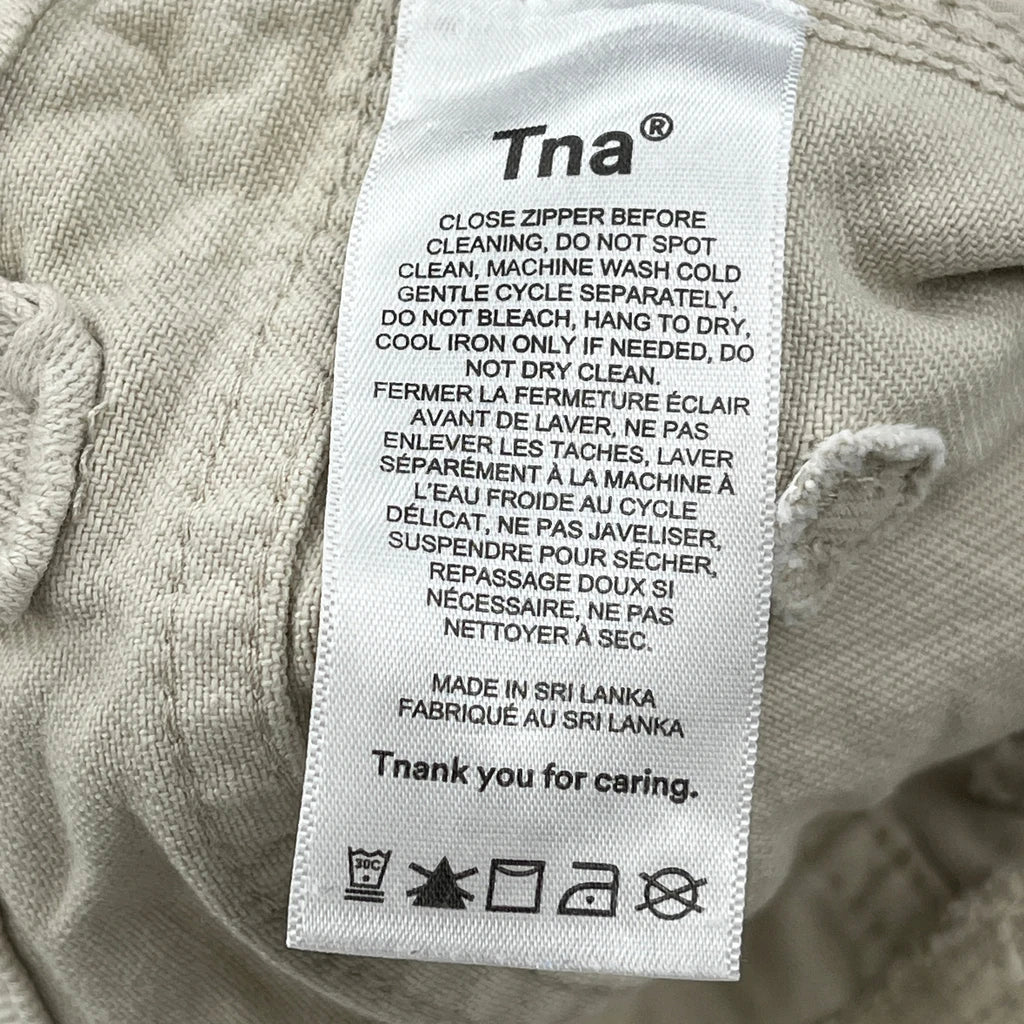 Tna®
CLOSE ZIPPER BEFORE
CLEANING, DO NOT SPOT
CLEAN, MACHINE WASH COLD
GENTLE CYCLE SEPARATELY,
DO NOT BLEACH, HANG TO DRY,
COOL IRON ONLY IF NEEDED, DO
NOT DRY CLEAN.
FERMER LA FERMETURE ÉCLAIR
AVANT DE LAVER, NE PAS
ENLEVER LES TACHES, LAVER
SÉPARÉMENT À LA MACHINE À
L'EAU FROIDE AU CYCLE
DÉLICAT, NE PAS JAVELISER,
SUSPENDRE POUR SÉCHER,
REPASSAGE DOUX SI
NÉCESSAIRE, NE PAS
NETTOYER À SEC.
MADE IN SRI LANKA
FABRIQUÉ AU SRI LANKA
Tnank you for caring.
30C